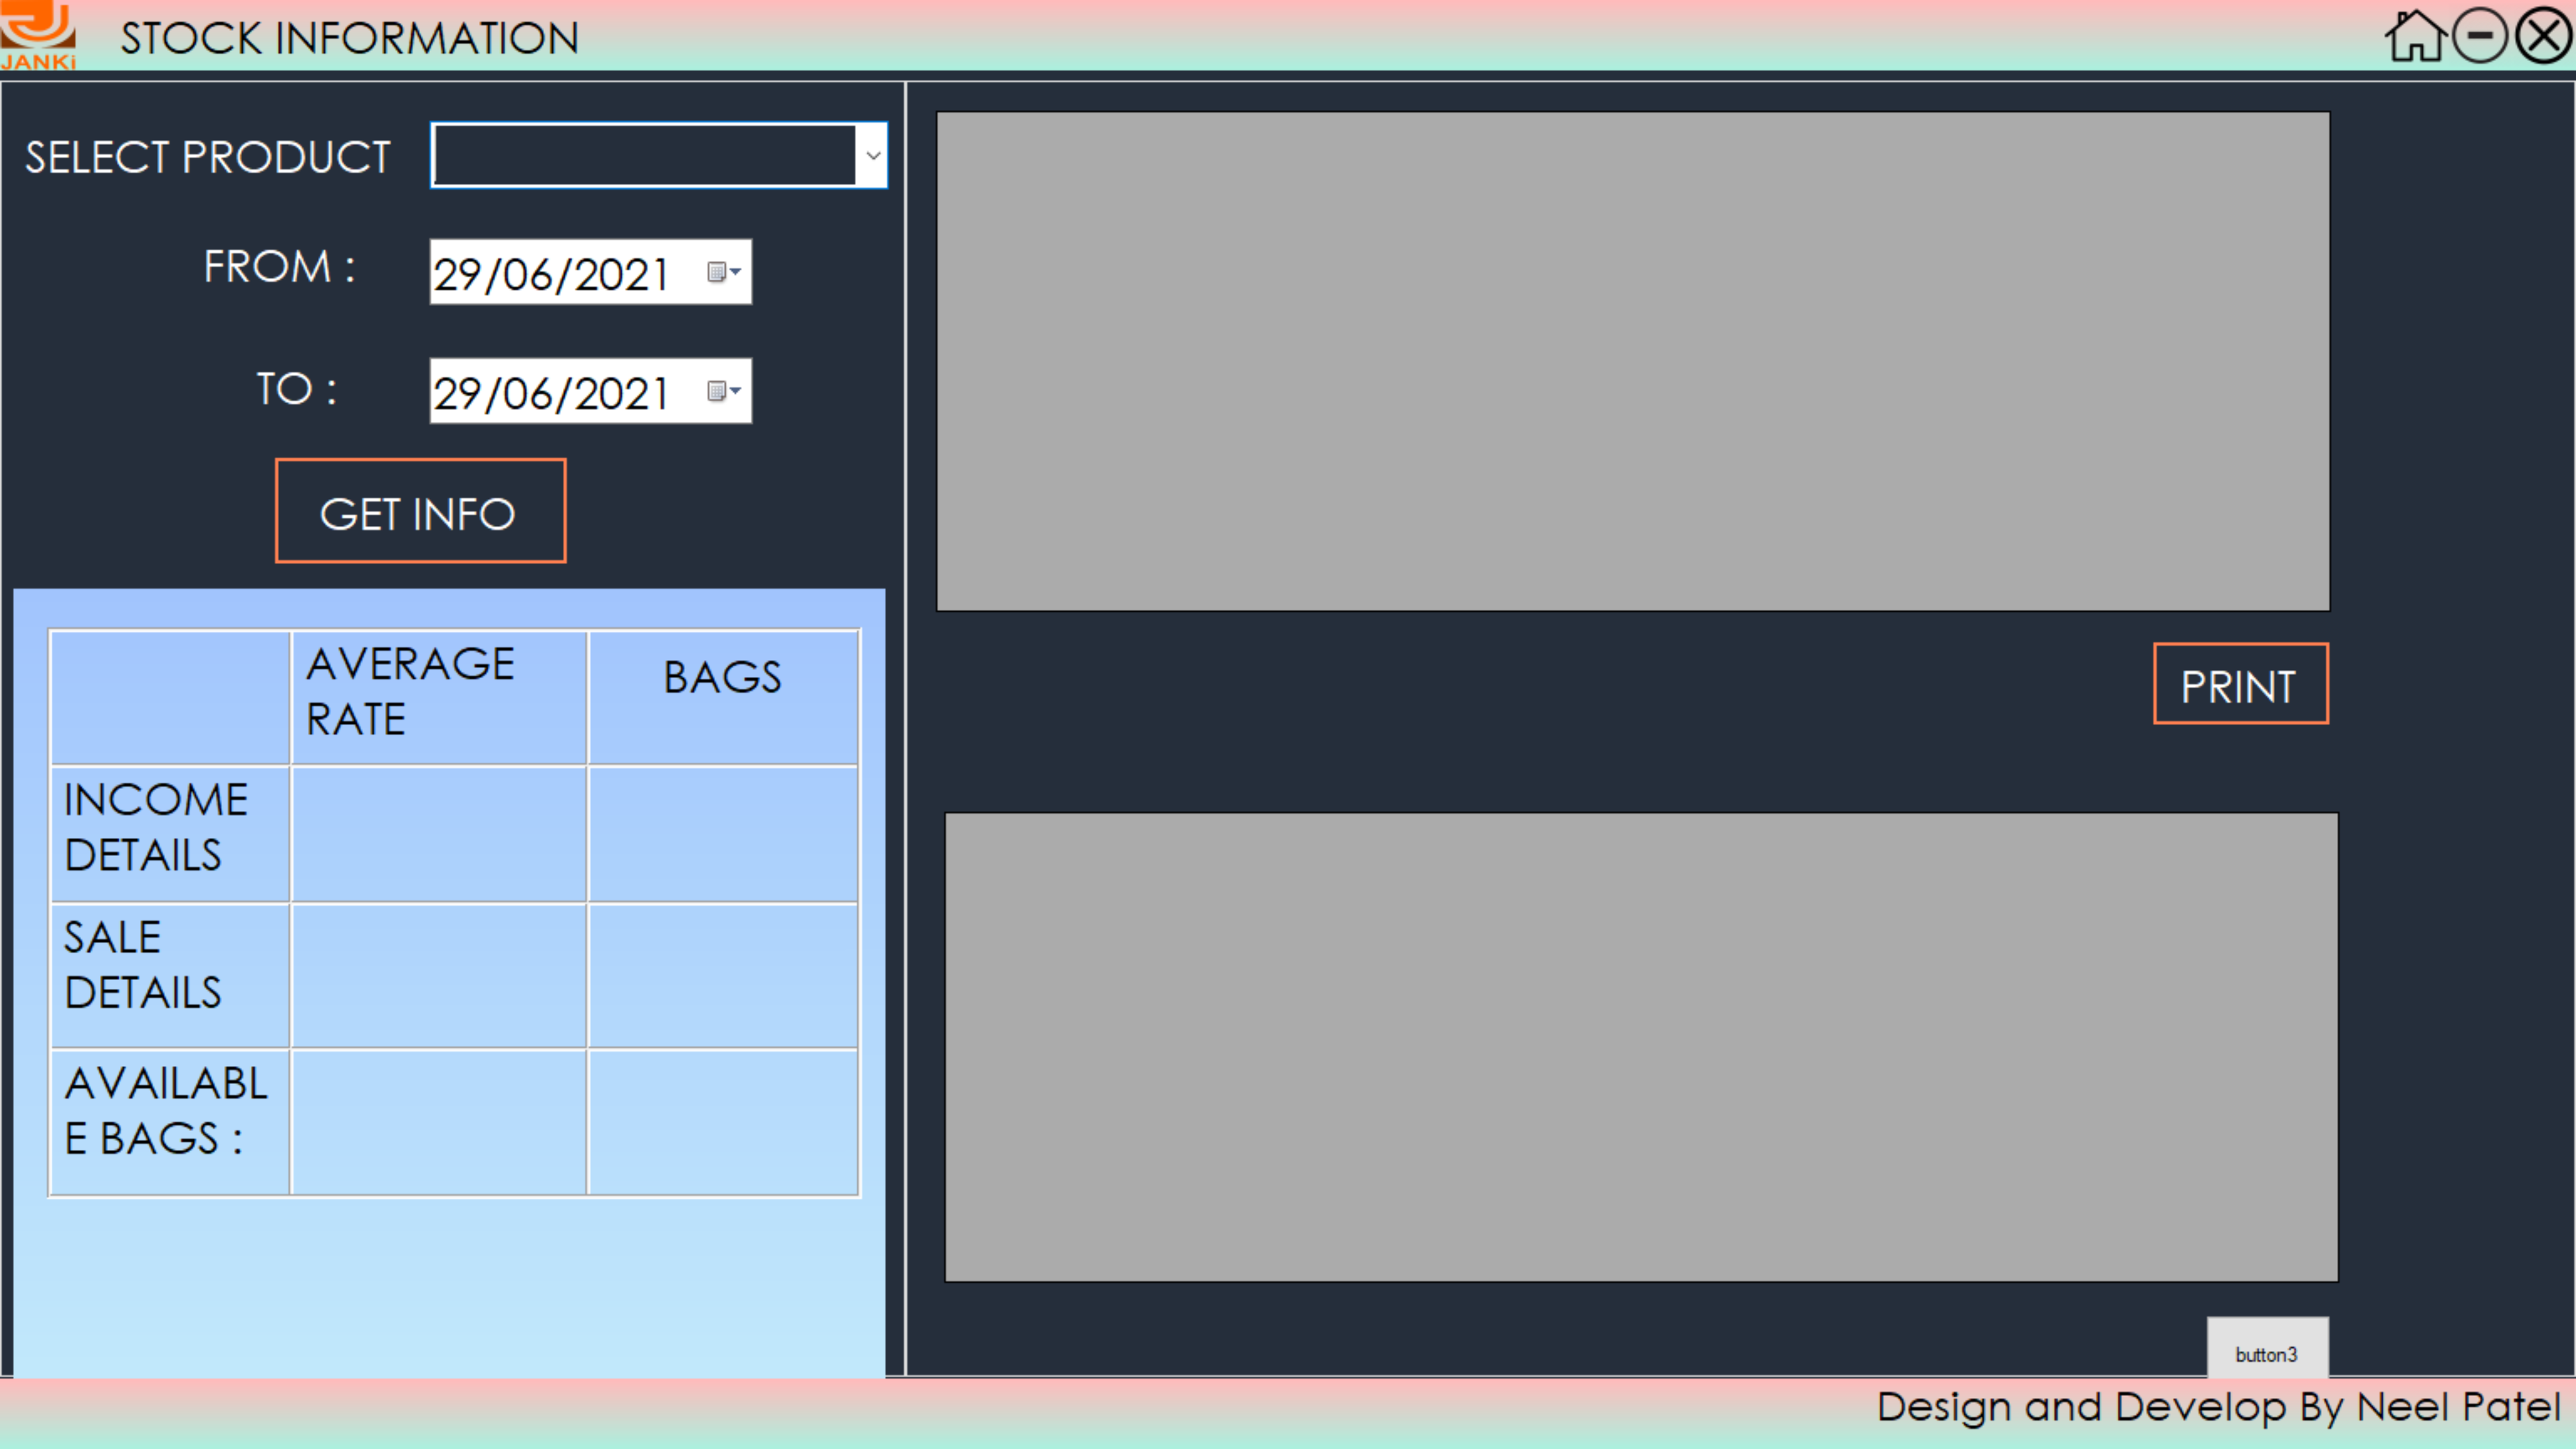 JANKi
STOCK INFORMATION
SELECT PRODUCT
FROM :
29/06/2021
TO :
29/06/2021
GET INFO
AVERAGE
RATE
BAGS
INCOME
DETAILS
SALE
DETAILS
AVAILABL
E BAGS :
PRINT
button3
Design and Develop By Neel Patel